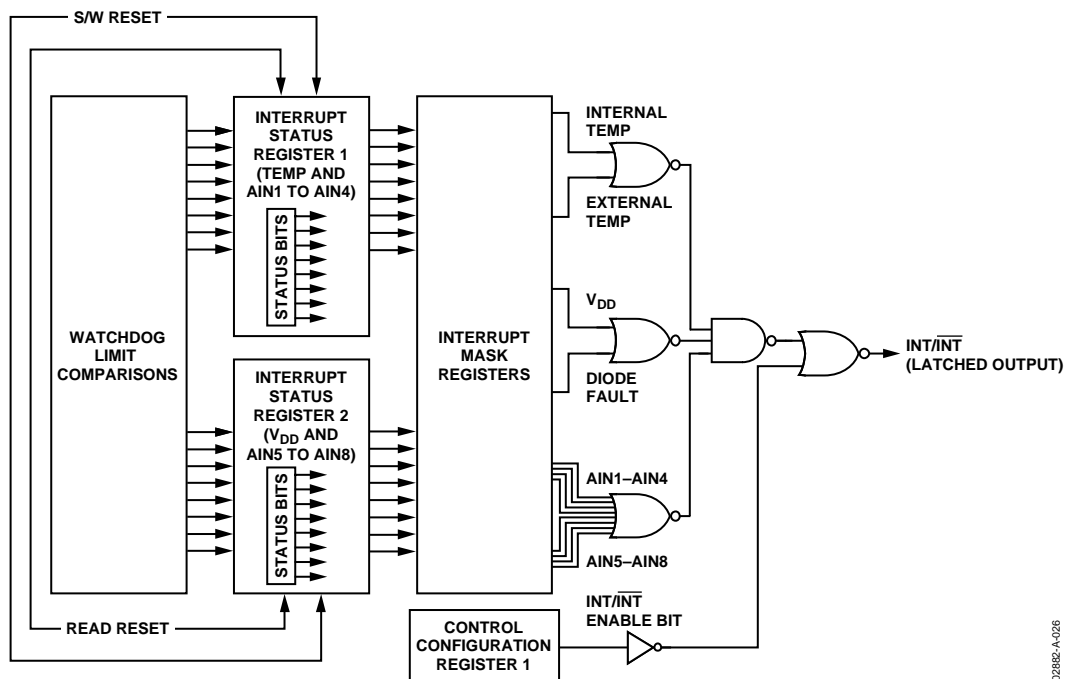 S/W RESET
INTERRUPT
STATUS
REGISTER 1
(TEMP AND
AIN1 TO AIN4)
STATUS BITS
WATCHDOG
LIMIT
COMPARISONS
INTERRUPT
STATUS
REGISTER 2
(VDD AND
AIN5 TO AIN8)
STATUS BITS
READ RESET
INTERRUPT
MASK
REGISTERS
INTERNAL
TEMP
EXTERNAL
TEMP
VDD
DIODE
FAULT
AIN1–AIN4
AIN5–AIN8
INT/INT
ENABLE BIT
CONTROL
CONFIGURATION
REGISTER 1
INT/INT
(LATCHED OUTPUT)
02882-A-026